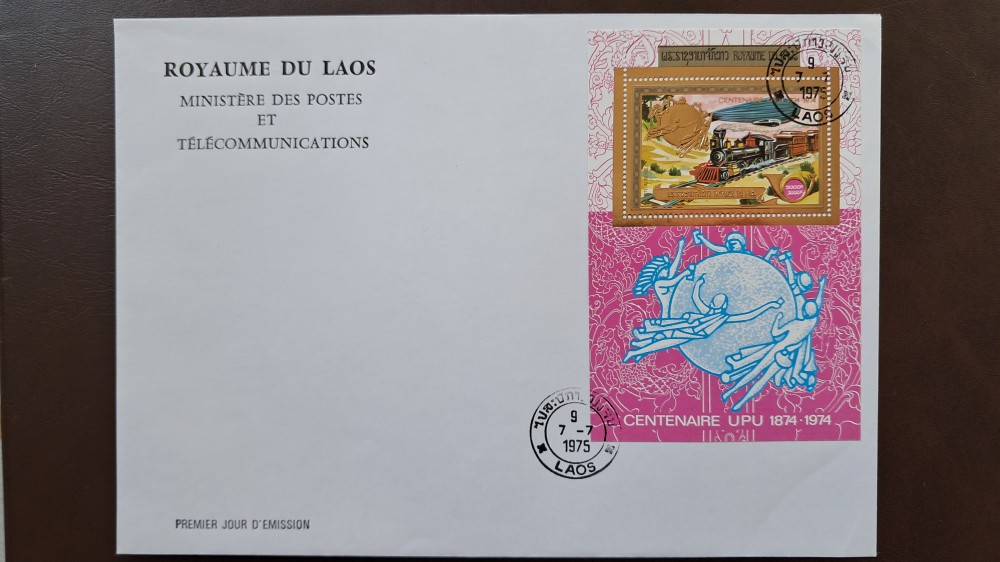 ROYAUME DU LAOS
MINISTÈRE DES POSTES
ET
TÉLÉCOMMUNICATIONS
PREMIER JOUR D'EMISSION
ROYAUME
CENTENAIRE
9
7 -
1975
LAOS
CENTENAIRE UPU 1874·1974
9
7 -7
1975
LAOS